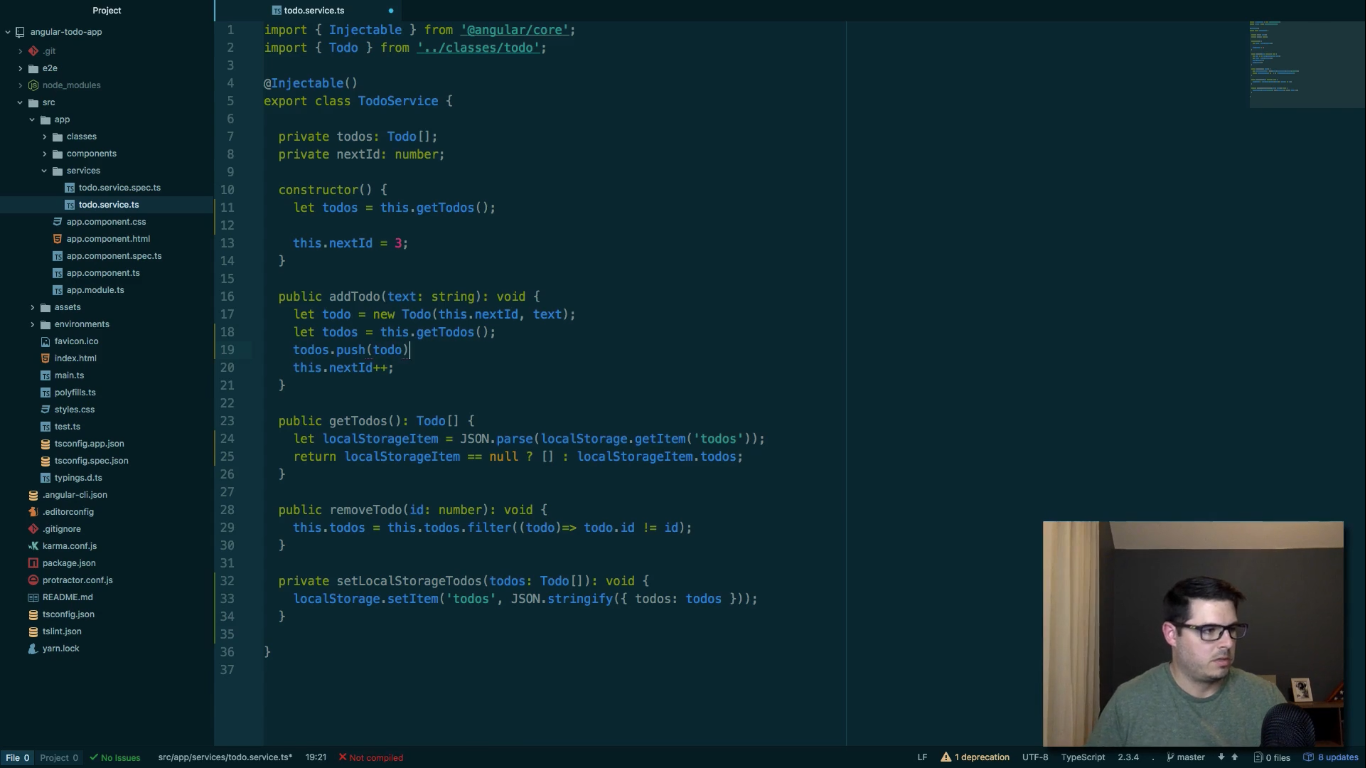 Project
todo.service.ts
angular-todo-app
.git
e2e
node_modules
src
app
classes
components
services
todo.service.spec.ts
todo.service.ts
app.component.css
app.component.html
app.component.spec.ts
app.component.ts
app.module.ts
assets
environments
favicon.ico
index.html
main.ts
polyfills.ts
styles.css
test.ts
tsconfig.app.json
tsconfig.spec.json
typings.d.ts
.angular-cli.json
.editorconfig
.gitignore
karma.conf.js
package.json
protractor.conf.js
README.md
tsconfig.json
tslint.json
yarn.lock
1 import { Injectable } from '@angular/core';
2 import { Todo } from '../classes/todo';
3
4 @Injectable()
5 export class TodoService {
6
7 private todos: Todo[];
8 private nextId: number;
9
10 constructor() {
11 let todos = this.getTodos();
12
13 this.nextId = 3;
14 }
15
16 public addTodo(text: string): void {
17 let todo = new Todo(this.nextId, text);
18 let todos = this.getTodos();
19 todos.push(todo)
20 this.nextId++;
21 }
22
23 public getTodos(): Todo[] {
24 let localStorageItem = JSON.parse(localStorage.getItem('todos'));
25 return localStorageItem == null ? [] : localStorageItem.todos;
26 }
27
28 public removeTodo(id: number): void {
29 this.todos = this.todos.filter((todo)=> todo.id != id);
30 }
31
32 private setLocalStorageTodos(todos: Todo[]): void {
33 localStorage.setItem('todos', JSON.stringify({ todos: todos }));
34 }
35
36 }
37
File 0 Project 0 No Issues src/app/services/todo.service.ts* 19:21 Not compiled LF 1 deprecation UTF-8 TypeScript 2.3.4 . master 0 files 8 updates